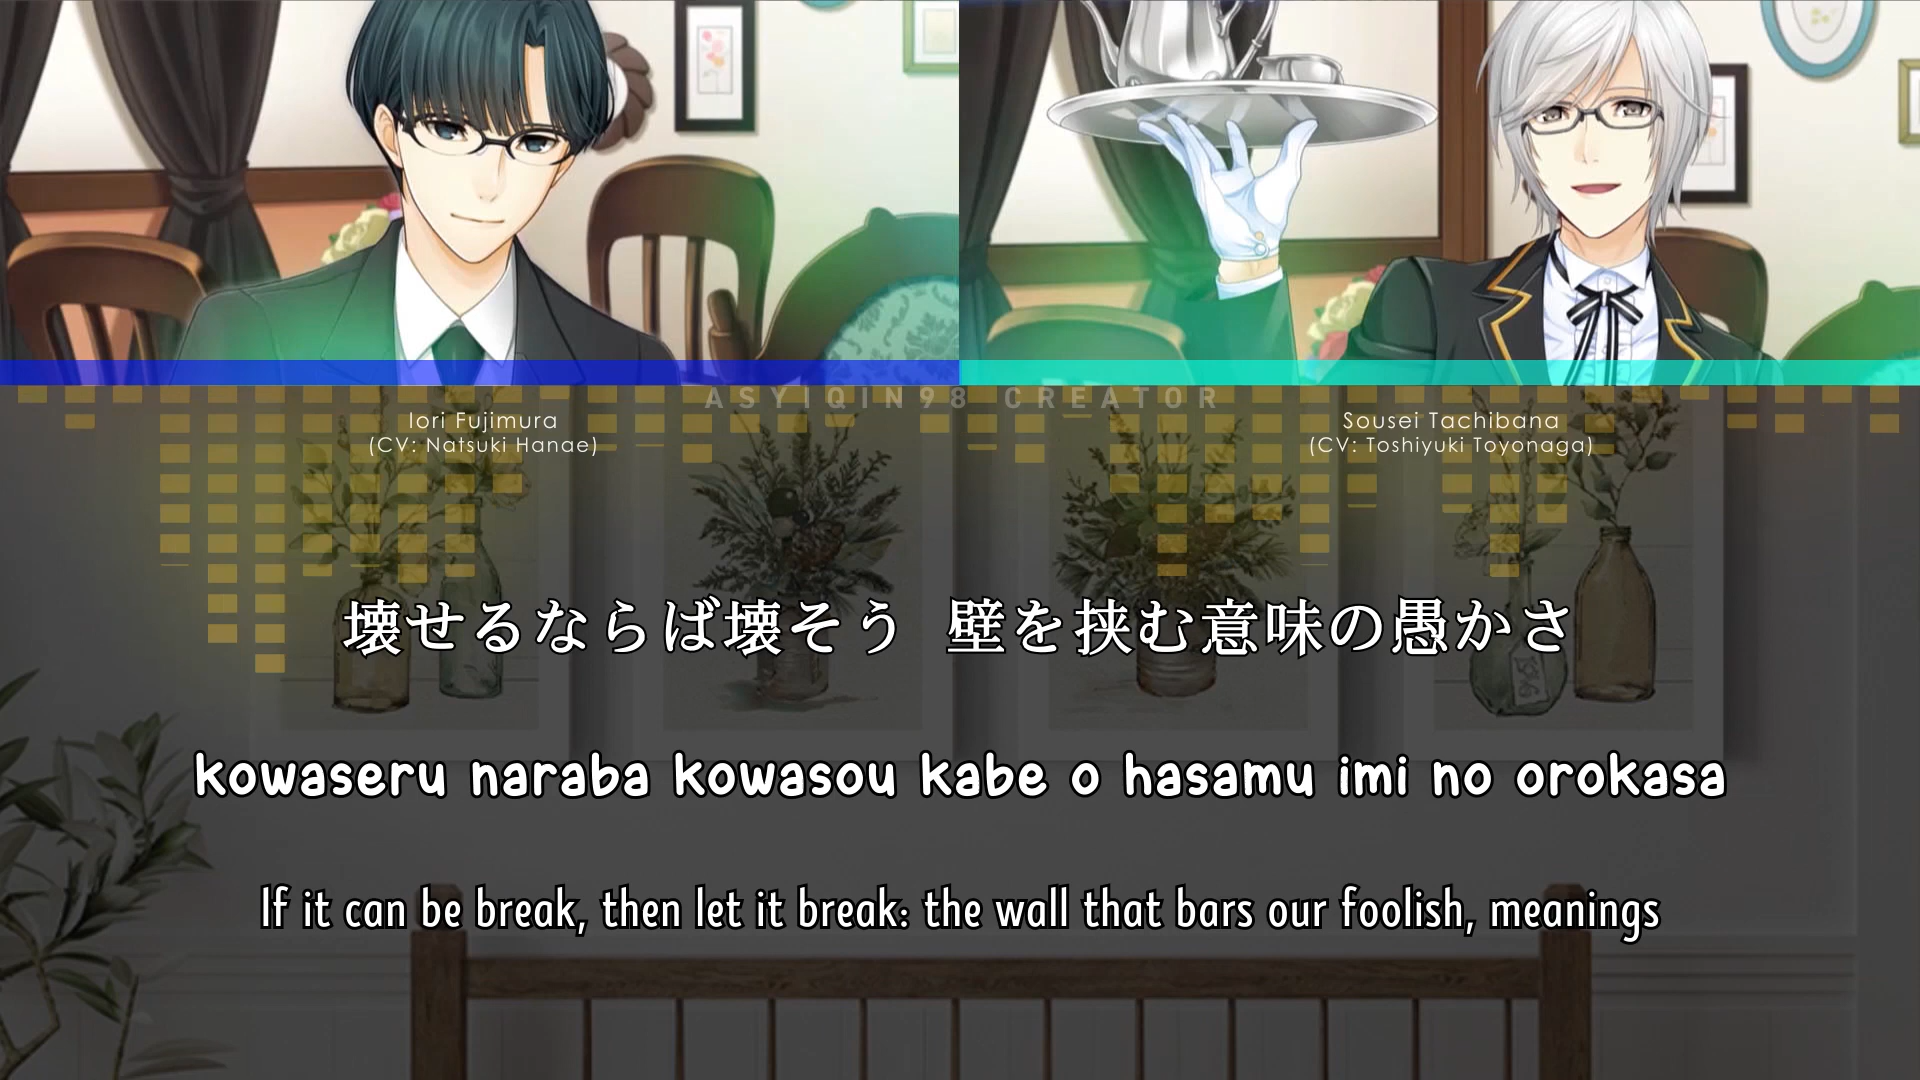 ASYIQIN98 CREATOR
Iori Fujimura
(CV: Natsuki Hanae)
Sousei Tachibana
(CV: Toshiyuki Toyonaga)
壊せるならば壊そう 壁を挟む意味の愚かさ
kowaseru naraba kowasou kabe o hasamu imi no orokasa
If it can be break, then let it break: the wall that bars our foolish, meanings